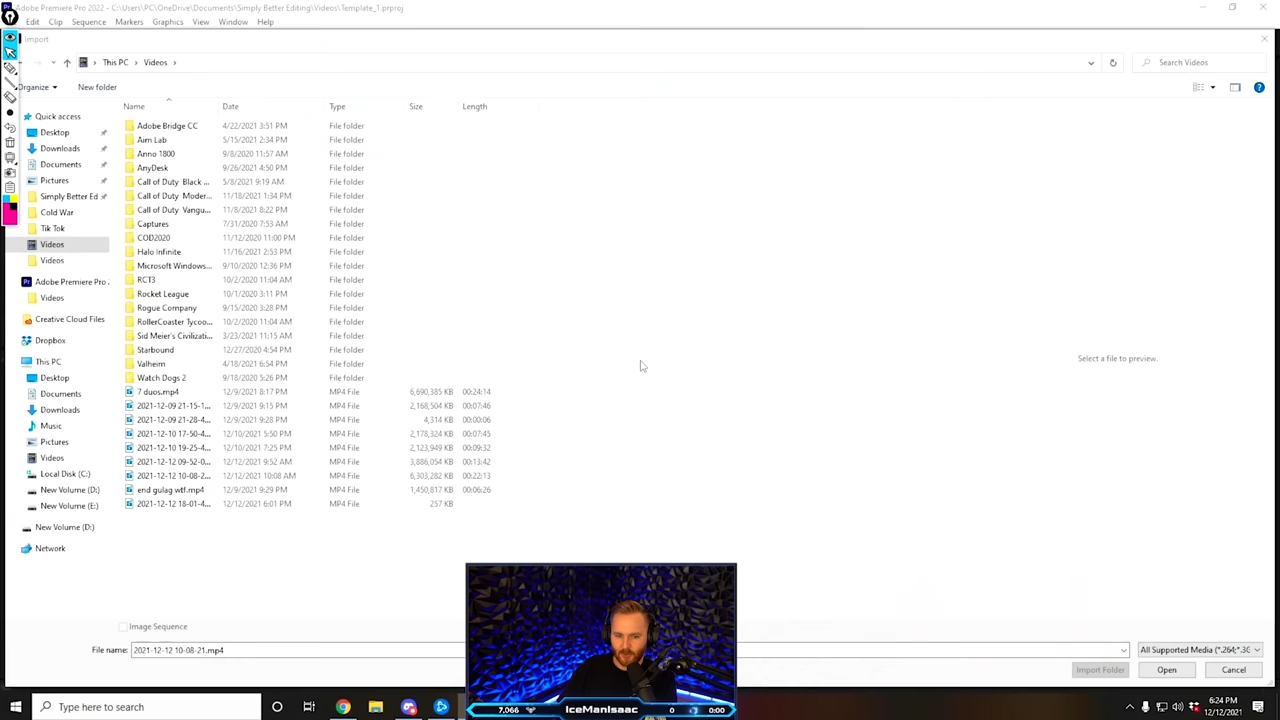 Adobe Premiere Pro 2022 - C:\Users\PC\OneDrive\Documents\Simply Better Editing\Videos\Template_1.prproj
Edit Clip Sequence Markers Graphics View Window Help
Import
This PC > Videos >
Search Videos
Organize New folder
Name Date Type Size Length
Quick access
Desktop
Downloads
Documents
Pictures
Simply Better Ed
Cold War
Tik Tok
Videos
Videos
Adobe Premiere Pro .
Videos
Creative Cloud Files
Dropbox
This PC
Desktop
Documents
Downloads
Music
Pictures
Videos
Local Disk (C:)
New Volume (D:)
New Volume (E:)
New Volume (D:)
Network
Adobe Bridge CC 4/22/2021 3:51 PM File folder
Aim Lab 5/15/2021 2:34 PM File folder
Anno 1800 9/8/2020 11:57 AM File folder
AnyDesk 9/26/2021 4:50 PM File folder
Call of Duty Black ... 5/8/2021 9:19 AM File folder
Call of Duty Moder... 11/18/2021 1:34 PM File folder
Call of Duty Vangu... 11/8/2021 8:22 PM File folder
Captures 7/31/2020 7:53 AM File folder
COD2020 11/12/2020 11:00 PM File folder
Halo Infinite 11/16/2021 2:53 PM File folder
Microsoft Windows... 9/10/2020 12:36 PM File folder
RCT3 10/2/2020 11:04 AM File folder
Rocket League 10/1/2020 3:11 PM File folder
Rogue Company 9/15/2020 3:28 PM File folder
RollerCoaster Tycoo... 10/2/2020 11:04 AM File folder
Sid Meier's Civilizati... 3/23/2021 11:15 AM File folder
Starbound 12/27/2020 4:54 PM File folder
Valheim 4/18/2021 6:54 PM File folder
Watch Dogs 2 9/18/2020 5:26 PM File folder
7 duos.mp4 12/9/2021 8:17 PM MP4 File 6,690,385 KB 00:24:14
2021-12-09 21-15-1... 12/9/2021 9:15 PM MP4 File 2,168,504 KB 00:07:46
2021-12-09 21-28-4... 12/9/2021 9:28 PM MP4 File 4,314 KB 00:00:06
2021-12-10 17-50-4... 12/10/2021 5:50 PM MP4 File 2,178,324 KB 00:07:45
2021-12-10 19-25-4... 12/10/2021 7:25 PM MP4 File 2,123,949 KB 00:09:32
2021-12-12 09-52-0... 12/12/2021 9:52 AM MP4 File 3,886,054 KB 00:13:42
2021-12-12 10-08-2... 12/12/2021 10:08 AM MP4 File 6,303,282 KB 00:22:13
end gulag wtf.mp4 12/9/2021 9:29 PM MP4 File 1,450,817 KB 00:06:26
2021-12-12 18-01-4... 12/12/2021 6:01 PM MP4 File 257 KB
Select a file to preview.
Image Sequence
File name: 2021-12-12 10-08-21.mp4 All Supported Media (*.264;*.3G
Import Folder Open Cancel
7,066 IceManIsaac 0 0:00
Type here to search
6:24 PM
12/12/2021